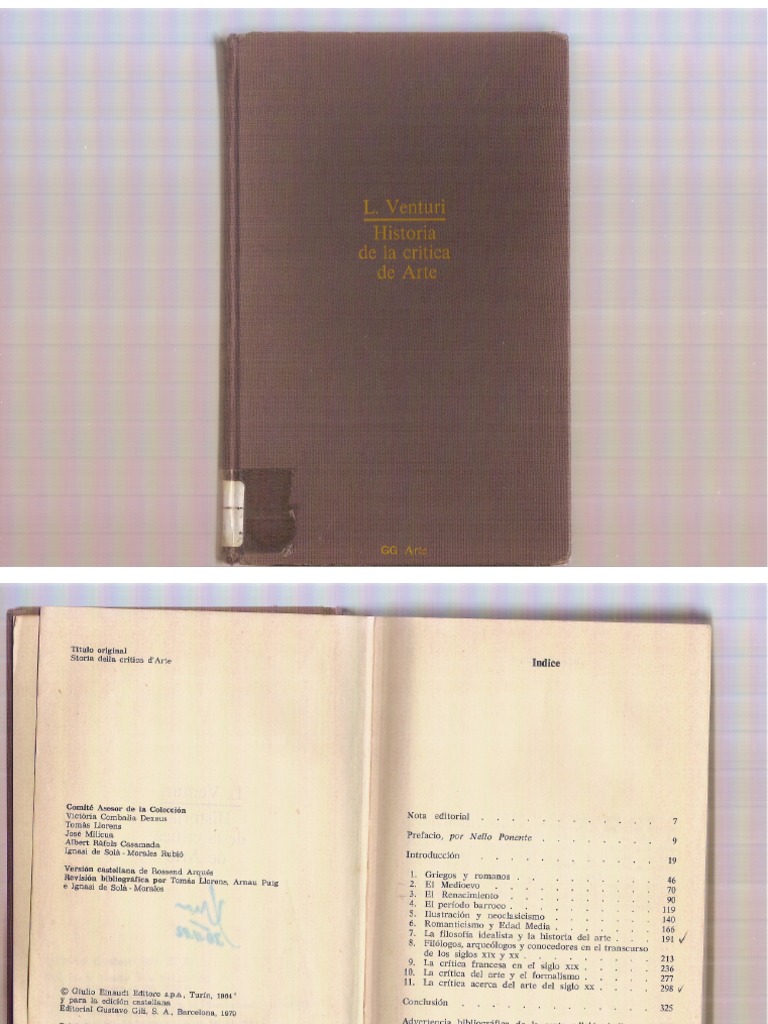 L. Venturi
Historia
de la critica
de Arte
GG Arte
Título original
Storia della critica d'Arte
Comité Asesor de la Colección
Victòria Combalia Dexeus
Tomàs Llorens
José Milicua
Albert Ràfols Casamada
Ignasi de Solà - Morales Rubió
Versión castellana de Rossend Arqués
Revisión bibliográfica por Tomàs Llorens, Arnau Puig
e Ignasi de Solà - Morales
© Giulio Einaudi Editore s.p.a., Turín, 1964
y para la edición castellana
Editorial Gustavo Gili, S. A., Barcelona, 1979
Indice
Nota editorial . . . . . . . . . . . . 7
Prefacio, por Nello Ponente . . . . . . . . . 9
Introducción . . . . . . . . . . . . 19
1. Griegos y romanos . . . . . . . . . . 46
2. El Medioevo . . . . . . . . . . . 70
3. El Renacimiento . . . . . . . . . . 90
4. El período barroco . . . . . . . . . . 119
5. Ilustración y neoclasicismo . . . . . . . . 140
6. Romanticismo y Edad Media . . . . . . . . 166
7. La filosofía idealista y la historia del arte . . . 191 ✓
8. Filólogos, arqueólogos y conocedores en el transcurso
de los siglos XIX y XX . . . . . . . . . 213
9. La crítica francesa en el siglo XIX . . . . . . 236
10. La crítica del arte y el formalismo . . . . . . 277
11. La crítica acerca del arte del siglo XX . . . . . 298 ✓
Conclusión . . . . . . . . . . . . 325
Advertencia bibliográfica de